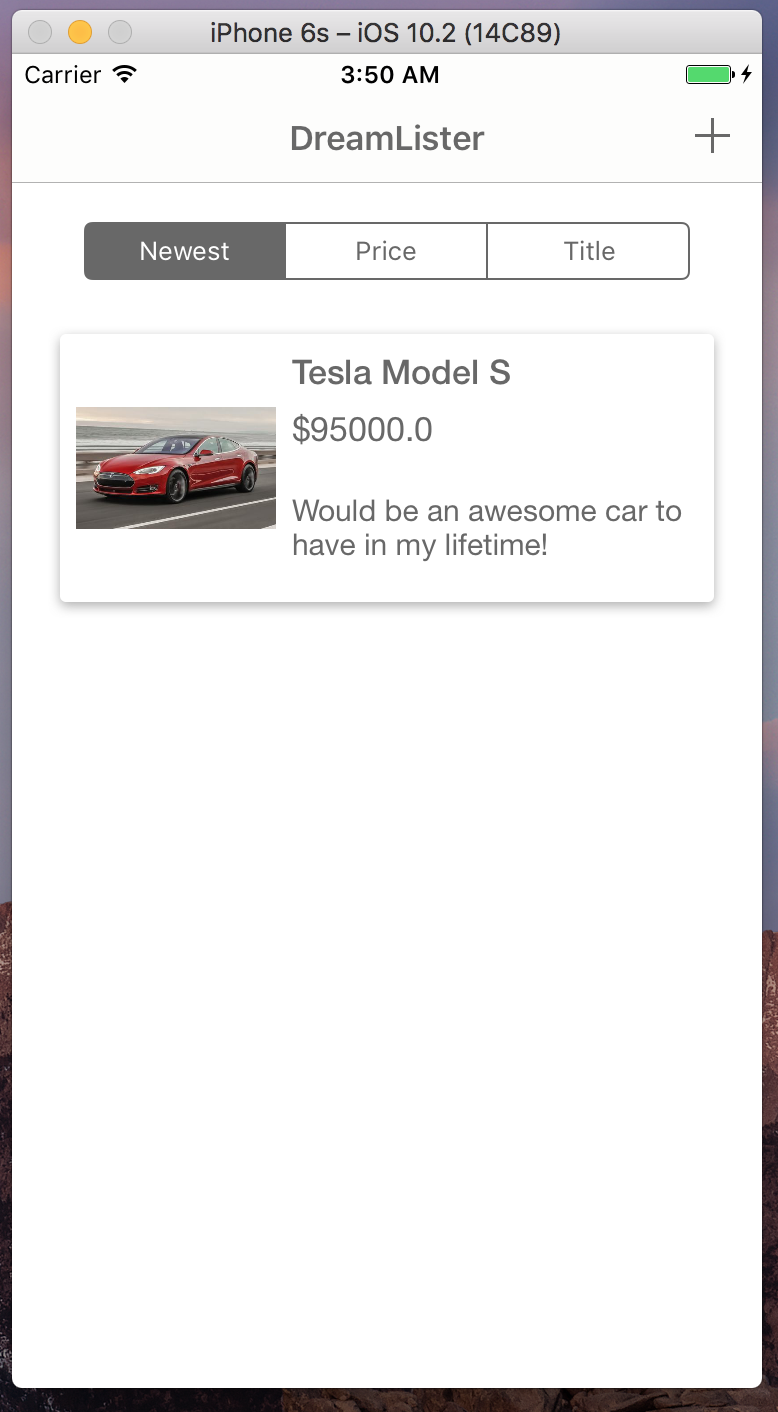 iPhone 6s – iOS 10.2 (14C89)
Carrier 3:50 AM
DreamLister
Newest Price Title
Tesla Model S
$95000.0
Would be an awesome car to
have in my lifetime!